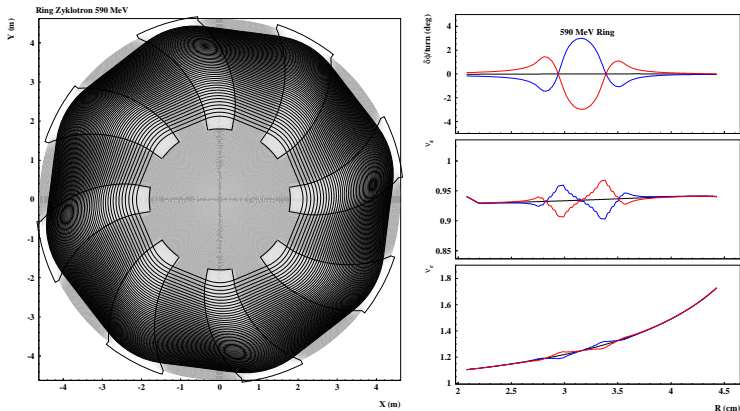 Ring Zyklotron 590 MeV
Y (m)
4
3
2
1
0
-1
-2
-3
-4
-4 -3 -2 -1 0 1 2 3 4
X (m)
δϕ/turn (deg)
590 MeV Ring
4
2
0
-2
-4
ν_z
1
0.95
0.9
0.85
ν_r
1.8
1.6
1.4
1.2
1
2 2.5 3 3.5 4 4.5
R (cm)